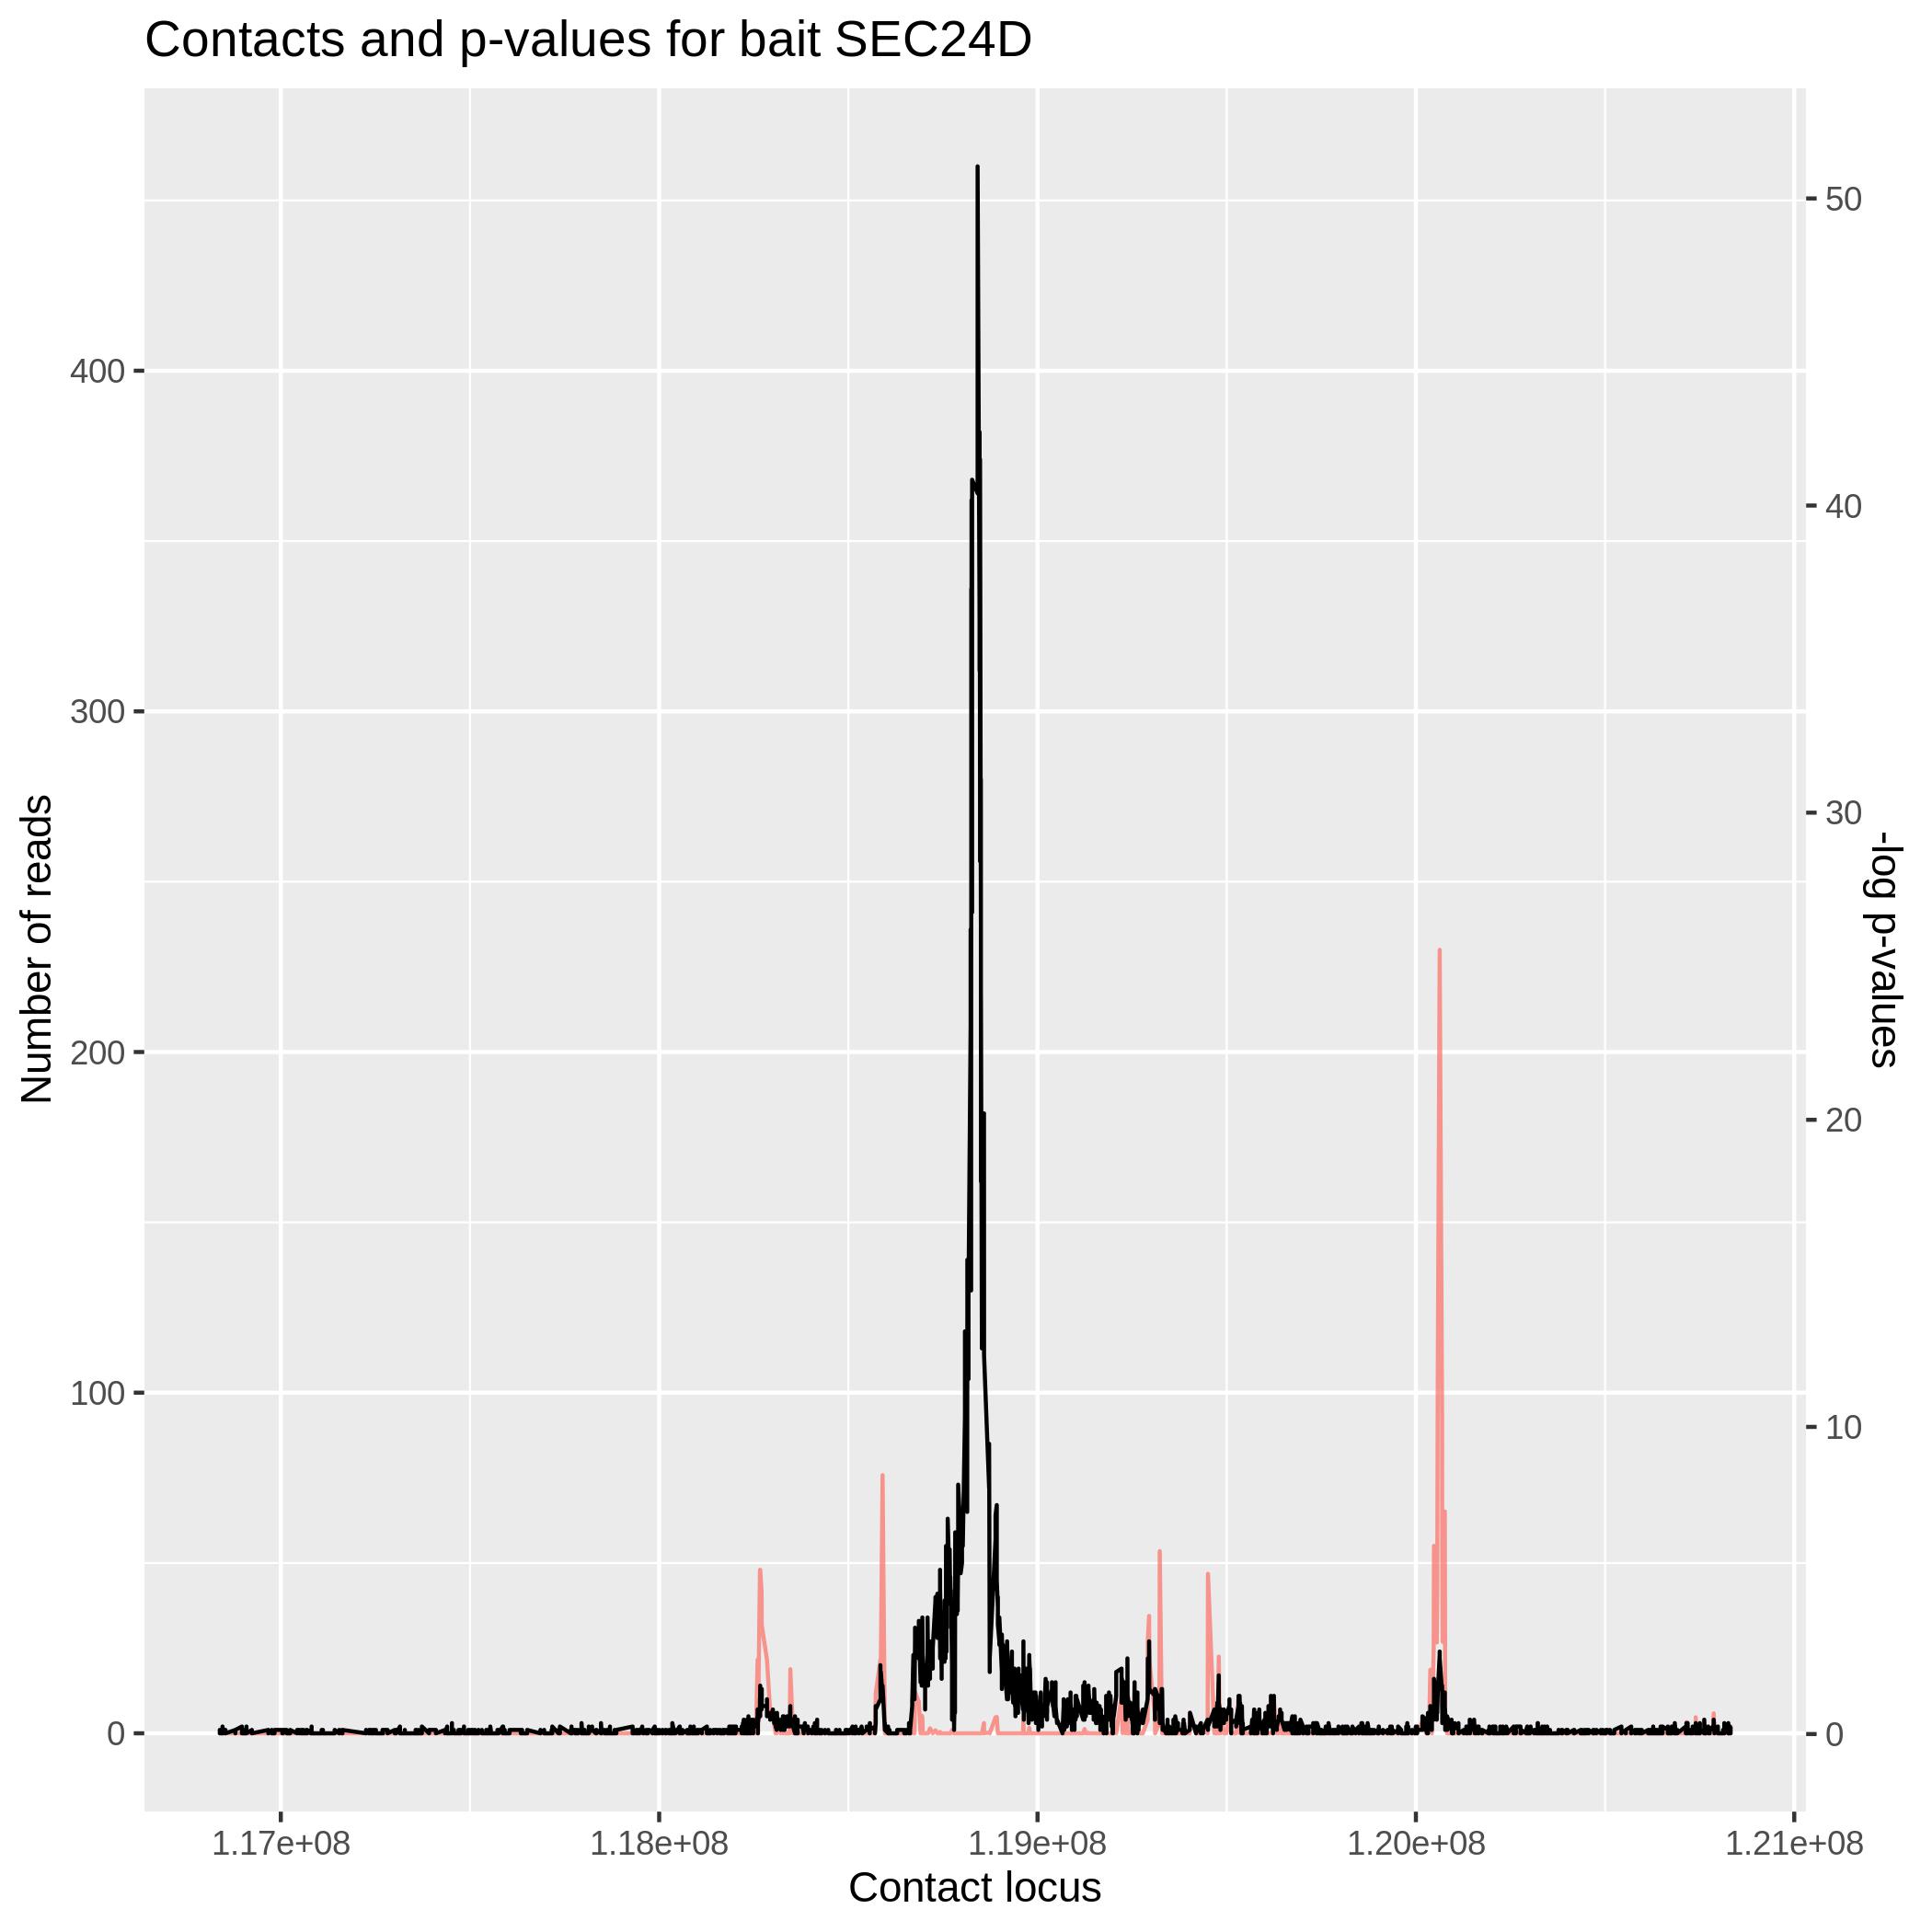 Contacts and p-values for bait SEC24D
Number of reads
400
300
200
100
0
50
40
30
20
10
0
-log p-values
1.17e+08 1.18e+08 1.19e+08 1.20e+08 1.21e+08
Contact locus